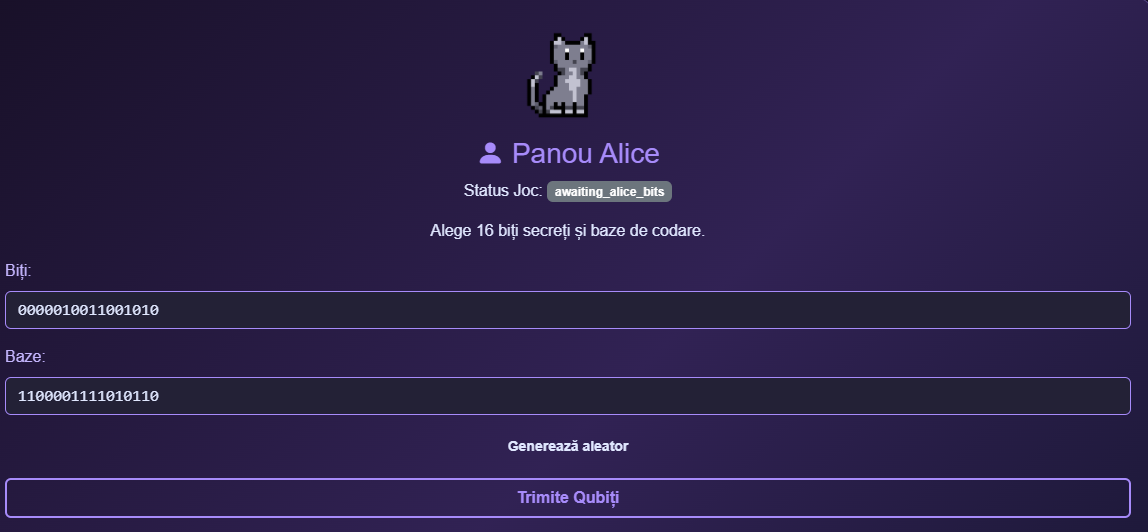 Panou Alice
Status Joc: awaiting_alice_bits
Alege 16 biți secreți și baze de codare.
Biți:
0000010011001010
Baze:
1100001111010110
Generează aleator
Trimite Qubiți